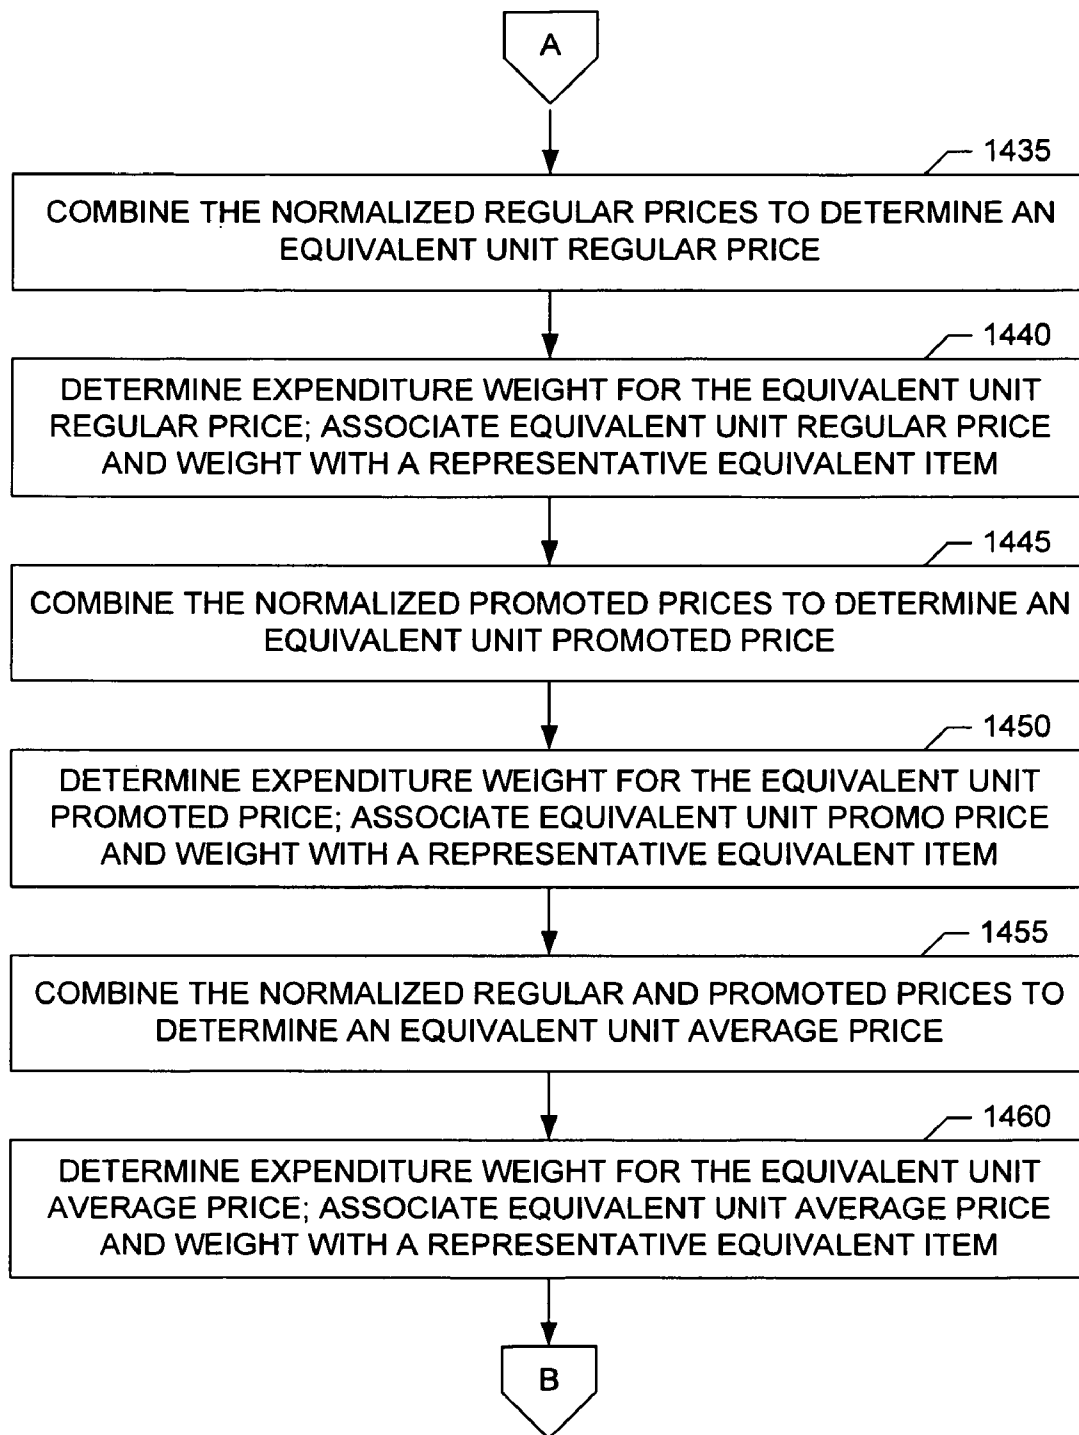 A
1435
COMBINE THE NORMALIZED REGULAR PRICES TO DETERMINE AN
EQUIVALENT UNIT REGULAR PRICE
1440
DETERMINE EXPENDITURE WEIGHT FOR THE EQUIVALENT UNIT
REGULAR PRICE; ASSOCIATE EQUIVALENT UNIT REGULAR PRICE
AND WEIGHT WITH A REPRESENTATIVE EQUIVALENT ITEM
1445
COMBINE THE NORMALIZED PROMOTED PRICES TO DETERMINE AN
EQUIVALENT UNIT PROMOTED PRICE
1450
DETERMINE EXPENDITURE WEIGHT FOR THE EQUIVALENT UNIT
PROMOTED PRICE; ASSOCIATE EQUIVALENT UNIT PROMO PRICE
AND WEIGHT WITH A REPRESENTATIVE EQUIVALENT ITEM
1455
COMBINE THE NORMALIZED REGULAR AND PROMOTED PRICES TO
DETERMINE AN EQUIVALENT UNIT AVERAGE PRICE
1460
DETERMINE EXPENDITURE WEIGHT FOR THE EQUIVALENT UNIT
AVERAGE PRICE; ASSOCIATE EQUIVALENT UNIT AVERAGE PRICE
AND WEIGHT WITH A REPRESENTATIVE EQUIVALENT ITEM
B